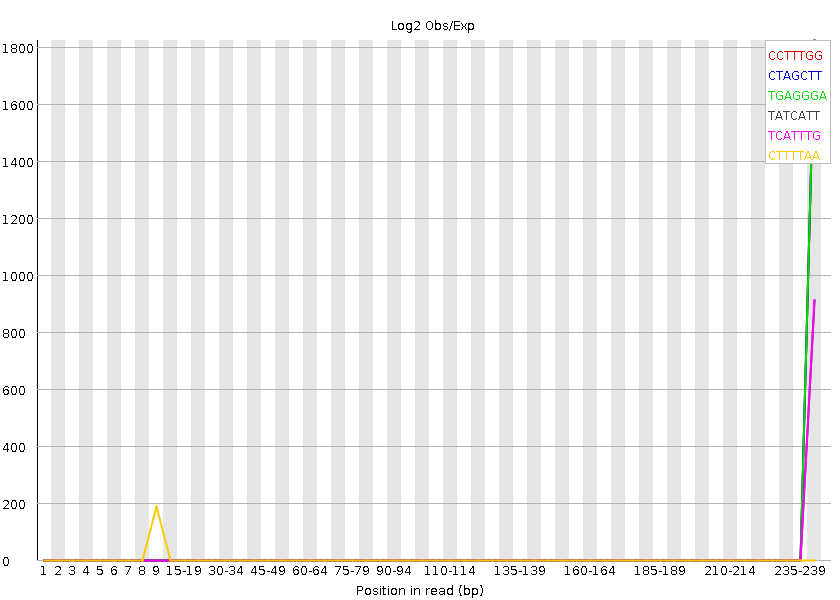 Log2 Obs/Exp
1800
1600
1400
1200
1000
800
600
400
200
0
CCTTTGG
CTAGCTT
TGAGGGA
TATCATT
TCATTTG
CTTTTAA
1 2 3 4 5 6 7 8 9 15-19 30-34 45-49 60-64 75-79 90-94 110-114 135-139 160-164 185-189 210-214 235-239
Position in read (bp)